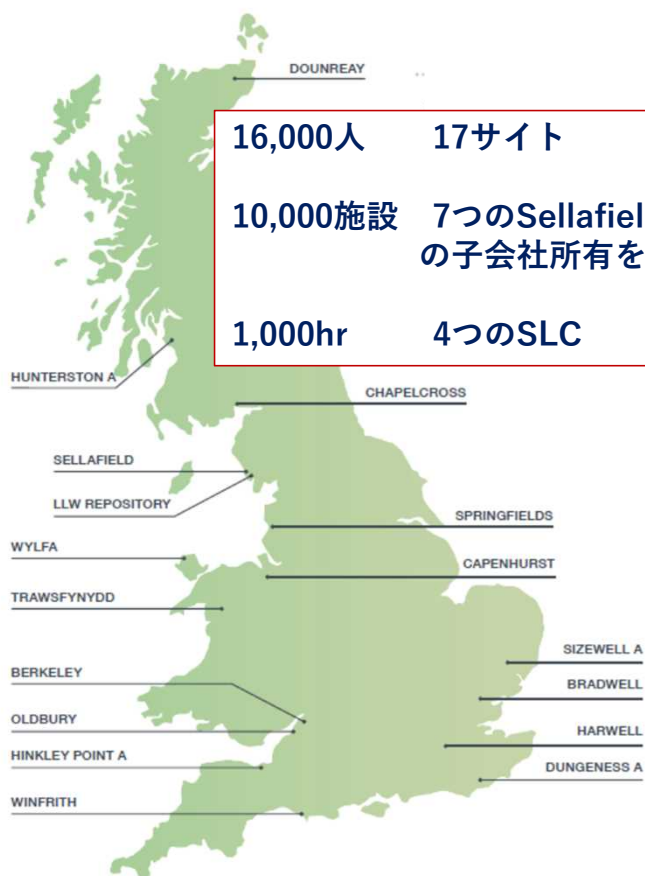 DOUNREAY
16,000人 17サイト
10,000施設 7つのSellafiel
の子会社所有を
1,000hr 4つのSLC
HUNTERSTON A
CHAPELCROSS
SELLAFIELD
LLW REPOSITORY
SPRINGFIELDS
WYLFA
CAPENHURST
TRAWSFYNYDD
SIZEWELL A
BERKELEY
BRADWELL
OLDBURY
HARWELL
HINKLEY POINT A
DUNGENESS A
WINFRITH